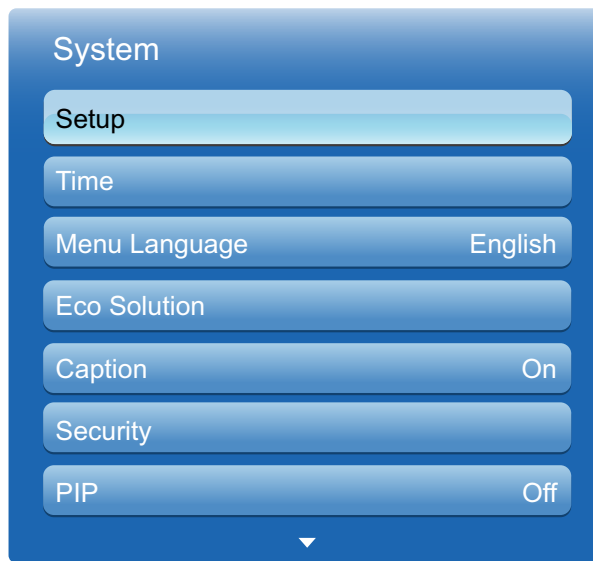 System
Setup
Time
Menu Language English
Eco Solution
Caption On
Security
PIP Off